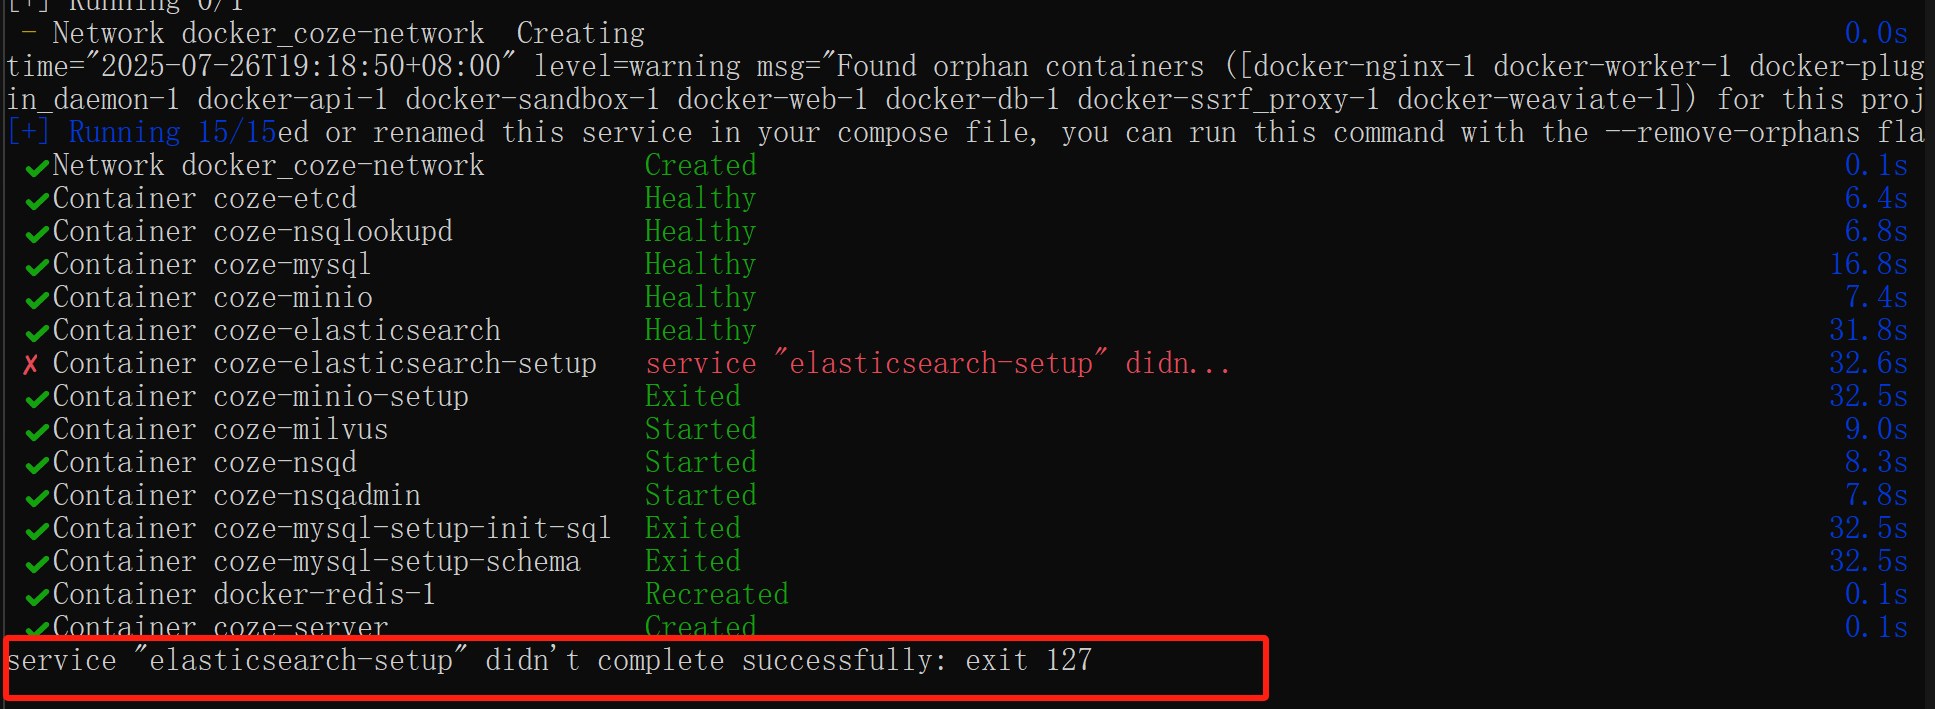 [+] Running 0/1
- Network docker_coze-network Creating 0.0s
time="2025-07-26T19:18:50+08:00" level=warning msg="Found orphan containers ([docker-nginx-1 docker-worker-1 docker-plug
in_daemon-1 docker-api-1 docker-sandbox-1 docker-web-1 docker-db-1 docker-ssrf_proxy-1 docker-weaviate-1]) for this proj
[+] Running 15/15ed or renamed this service in your compose file, you can run this command with the --remove-orphans fla
✔Network docker_coze-network Created 0.1s
✔Container coze-etcd Healthy 6.4s
✔Container coze-nsqlookupd Healthy 6.8s
✔Container coze-mysql Healthy 16.8s
✔Container coze-minio Healthy 7.4s
✔Container coze-elasticsearch Healthy 31.8s
✘ Container coze-elasticsearch-setup service "elasticsearch-setup" didn... 32.6s
✔Container coze-minio-setup Exited 32.5s
✔Container coze-milvus Started 9.0s
✔Container coze-nsqd Started 8.3s
✔Container coze-nsqadmin Started 7.8s
✔Container coze-mysql-setup-init-sql Exited 32.5s
✔Container coze-mysql-setup-schema Exited 32.5s
✔Container docker-redis-1 Recreated 0.1s
✔Container coze-server Created 0.1s
service "elasticsearch-setup" didn't complete successfully: exit 127